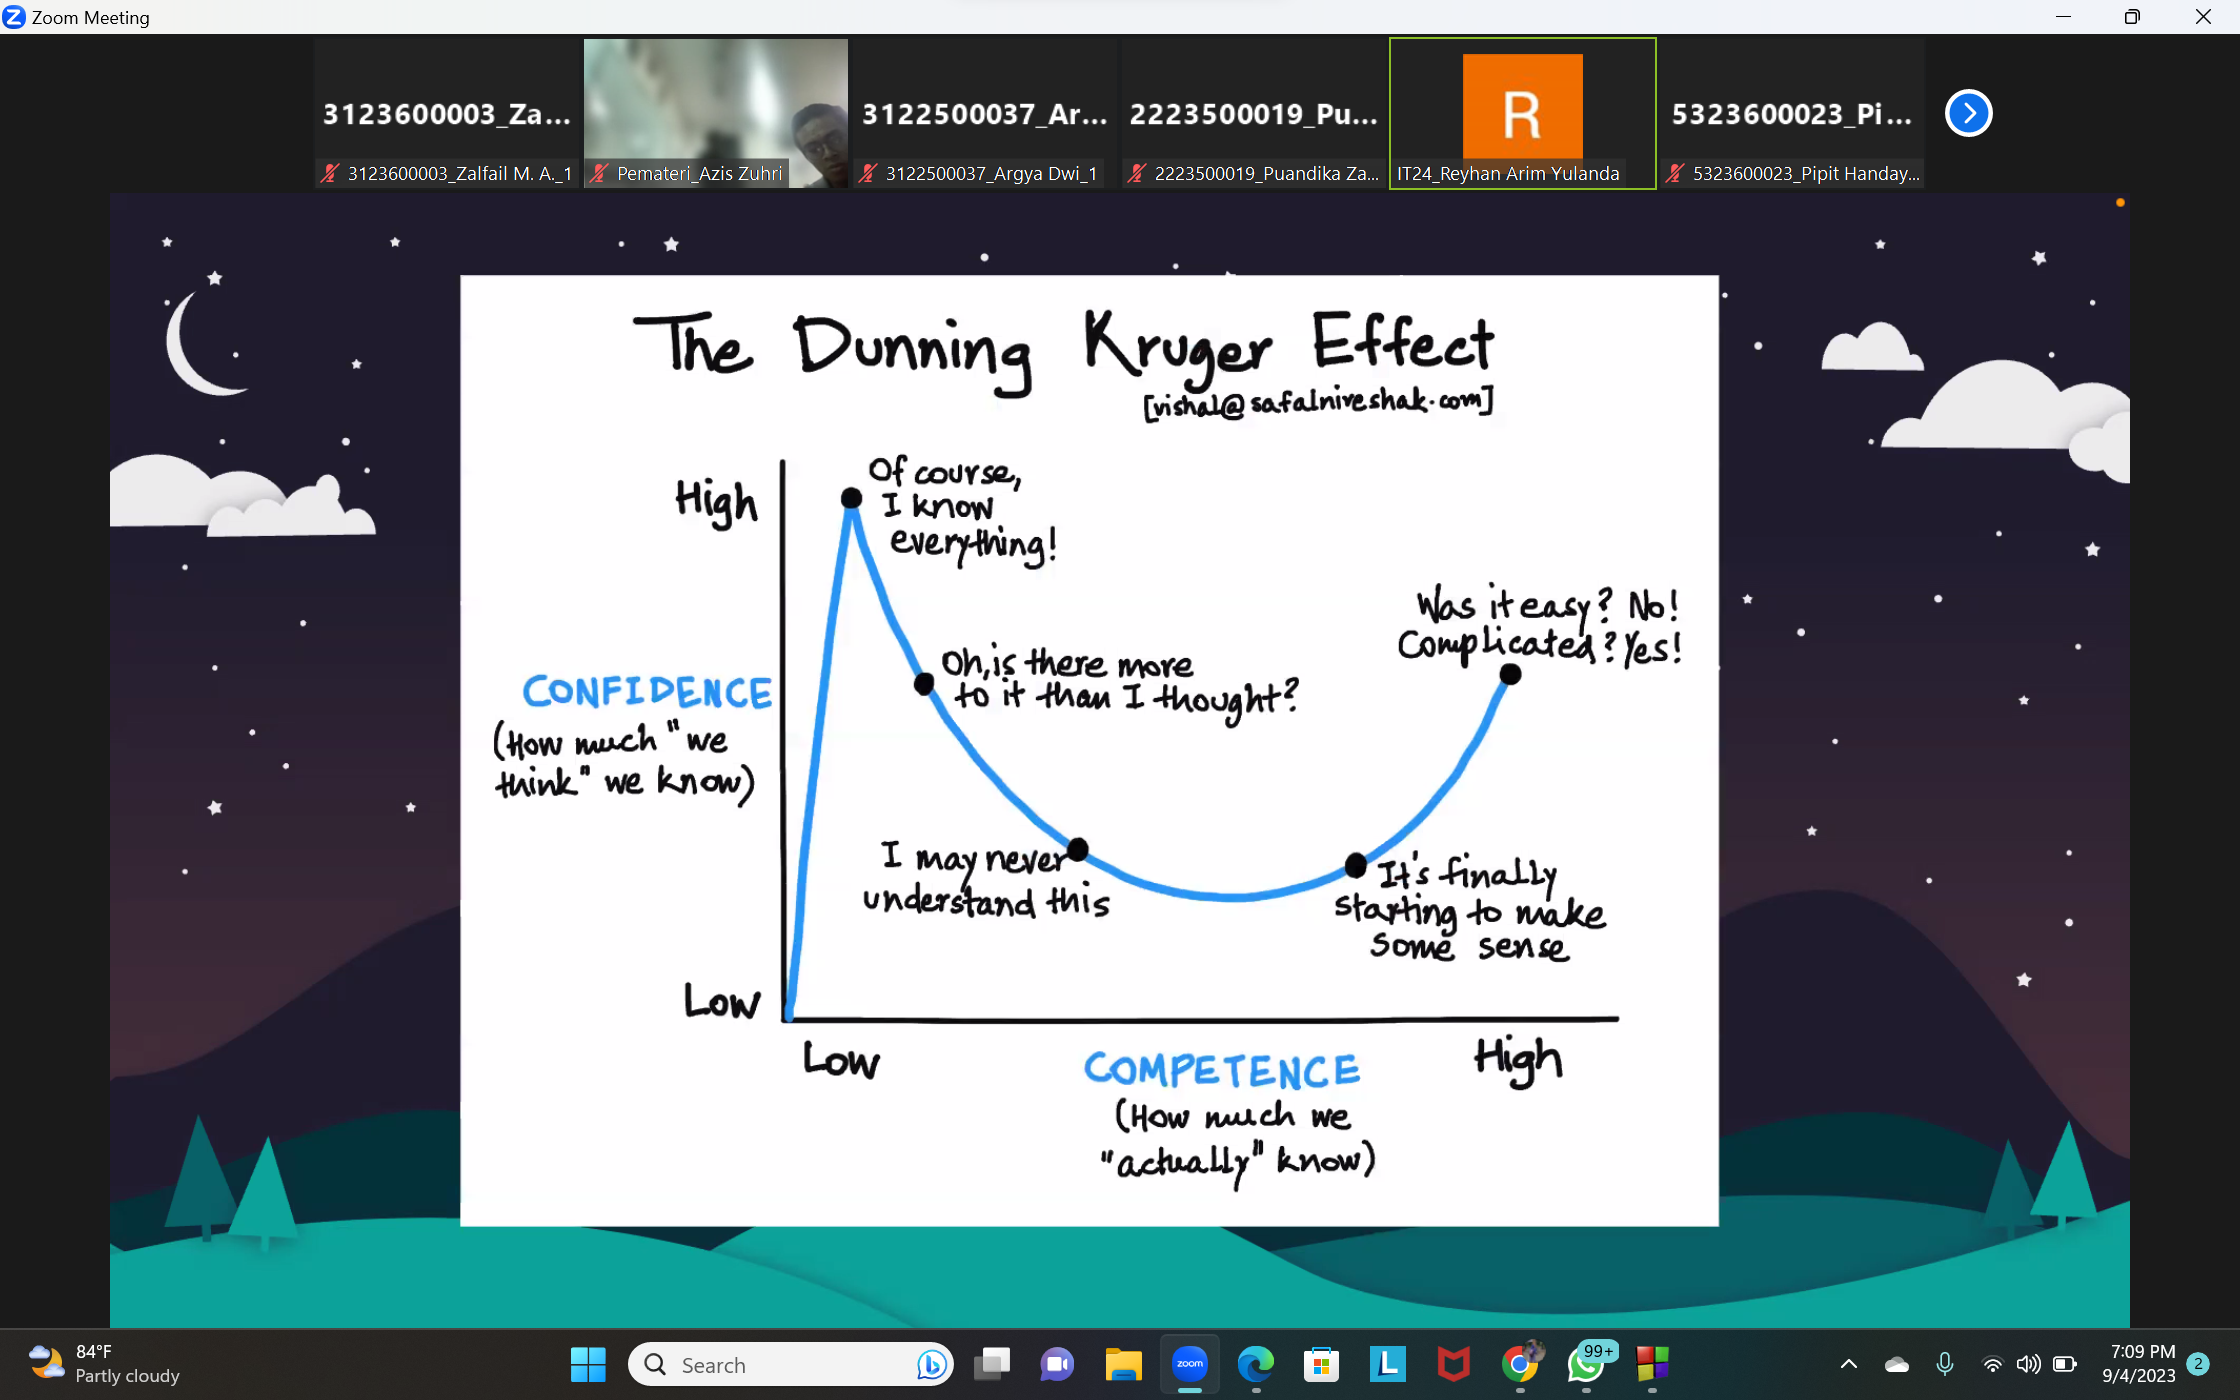 Zoom Meeting
3123600003_Za...
3122500037_Ar...
2223500019_Pu...
R
5323600023_Pi...
3123600003_Zalfail M. A._1
Pemateri_Azis Zuhri
3122500037_Argya Dwi_1
2223500019_Puandika Za...
IT24_Reyhan Arim Yulanda
5323600023_Pipit Handay...
The Dunning Kruger Effect
[vishal@safalniveshak.com]
High
Of course,
I know
everything!
Was it easy? No!
Complicated? Yes!
Oh, is there more
to it than I thought?
CONFIDENCE
(How much "we
think" we know)
I may never
understand this
It's finally
starting to make
some sense
Low
Low
COMPETENCE
High
(How much we
"actually" know)
84°F
Partly cloudy
Search
zoom
L
99+
7:09 PM
9/4/2023
2